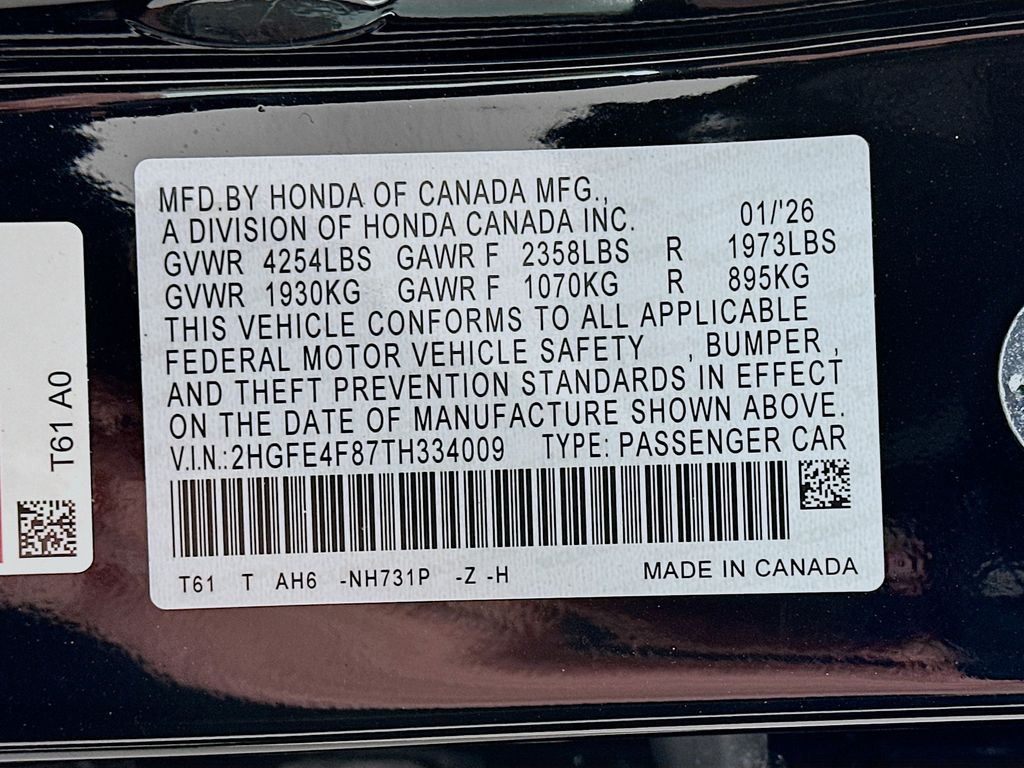 MFD.BY HONDA OF CANADA MFG.,
A DIVISION OF HONDA CANADA INC. 01/'26
GVWR 4254LBS GAWR F 2358LBS R 1973LBS
GVWR 1930KG GAWR F 1070KG R 895KG
THIS VEHICLE CONFORMS TO ALL APPLICABLE
FEDERAL MOTOR VEHICLE SAFETY , BUMPER ,
AND THEFT PREVENTION STANDARDS IN EFFECT
ON THE DATE OF MANUFACTURE SHOWN ABOVE.
V.I.N.:2HGFE4F87TH334009 TYPE: PASSENGER CAR
T61 T AH6 -NH731P -Z -H MADE IN CANADA
T61 A0